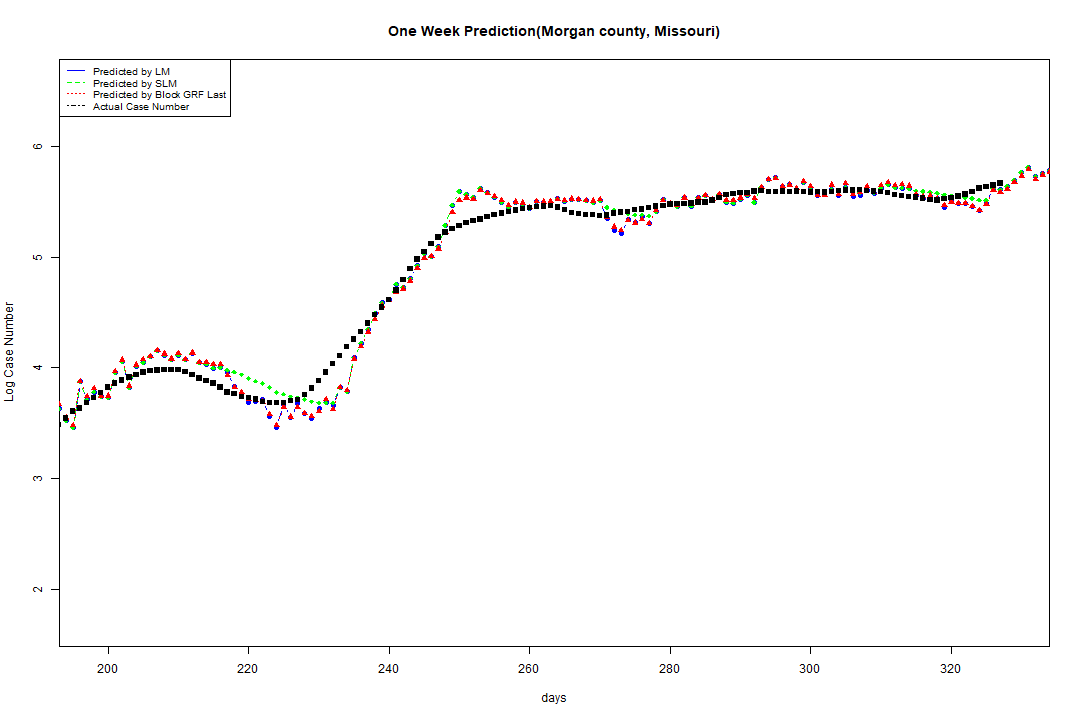 One Week Prediction(Morgan county, Missouri)
Predicted by LM
Predicted by SLM
Predicted by Block GRF Last
Actual Case Number
6
5
4
3
2
Log Case Number
200 220 240 260 280 300 320
days